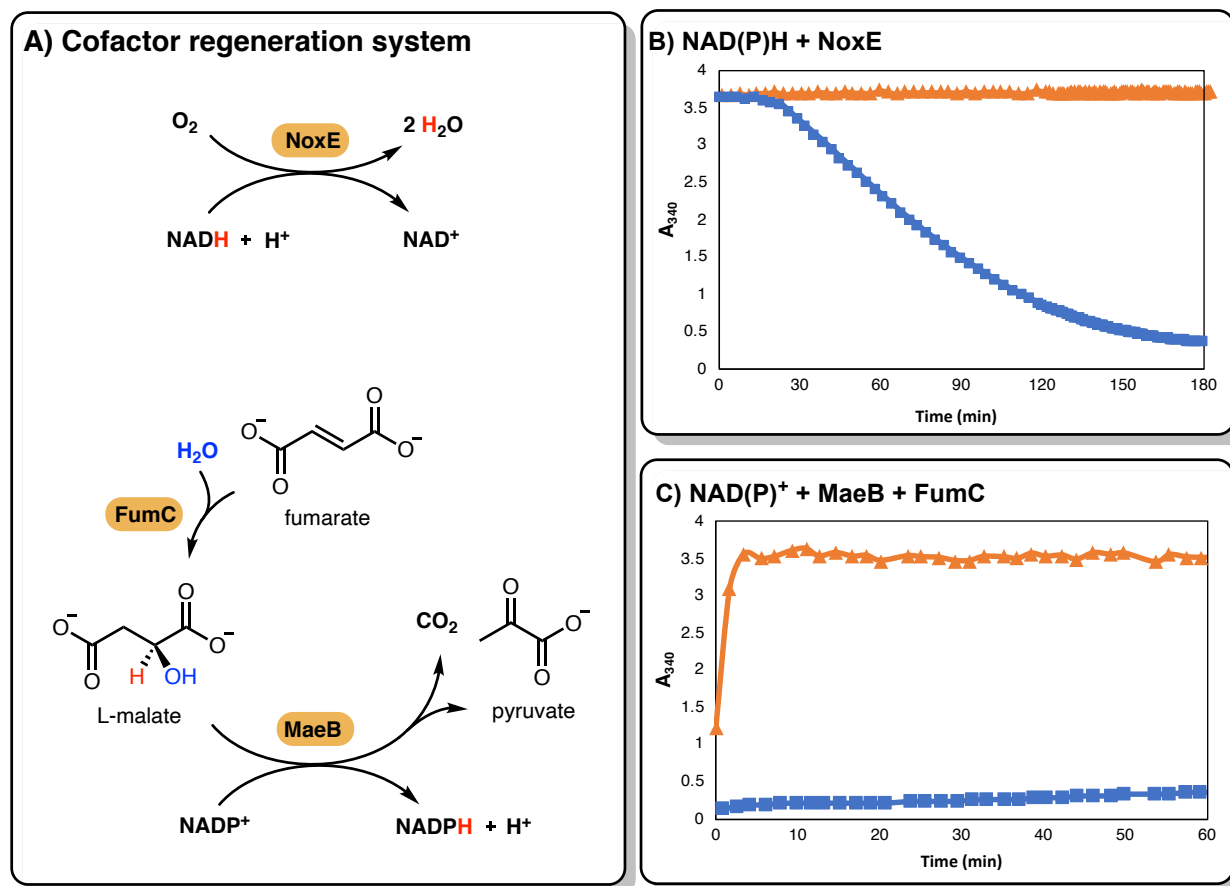 A) Cofactor regeneration system
O₂
NoxE
2 H₂O
NADH + H⁺
NAD⁺
H₂O
O⁻
O
O
O⁻
fumarate
FumC
O⁻
O
O
O⁻
H
OH
L-malate
CO₂
O
O⁻
O
pyruvate
MaeB
NADP⁺
NADPH + H⁺
B) NAD(P)H + NoxE
4
3.5
3
2.5
2
1.5
1
0.5
0
A₃₄₀
0 30 60 90 120 150 180
Time (min)
C) NAD(P)⁺ + MaeB + FumC
4
3.5
3
2.5
2
1.5
1
0.5
0
A₃₄₀
0 10 20 30 40 50 60
Time (min)